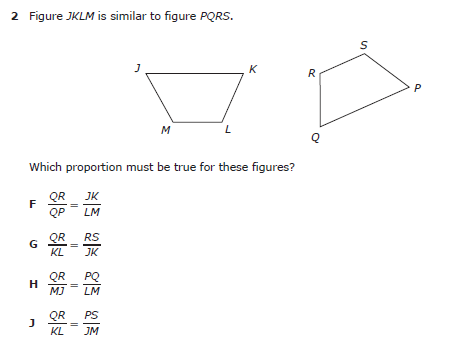 2 Figure JKLM is similar to figure PQRS.
S
J
K
R
P
M
L
Q
Which proportion must be true for these figures?
F QR/QP = JK/LM
G QR/KL = RS/JK
H QR/MJ = PQ/LM
J QR/KL = PS/JM